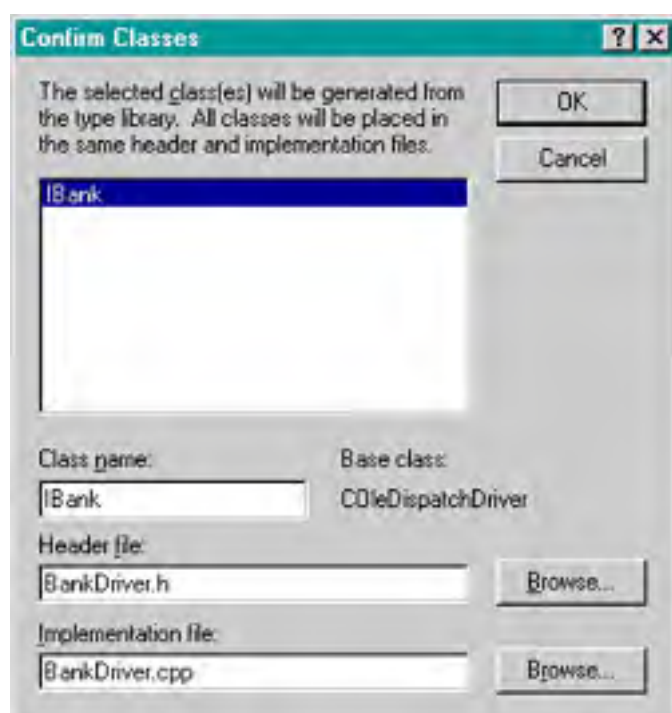 Confirm Classes
The selected class(es) will be generated from
the type library. All classes will be placed in
the same header and implementation files.
OK
Cancel
IBank
Class name:
Base class:
IBank
COleDispatchDriver
Header file:
BankDriver.h
Browse...
Implementation file:
BankDriver.cpp
Browse...